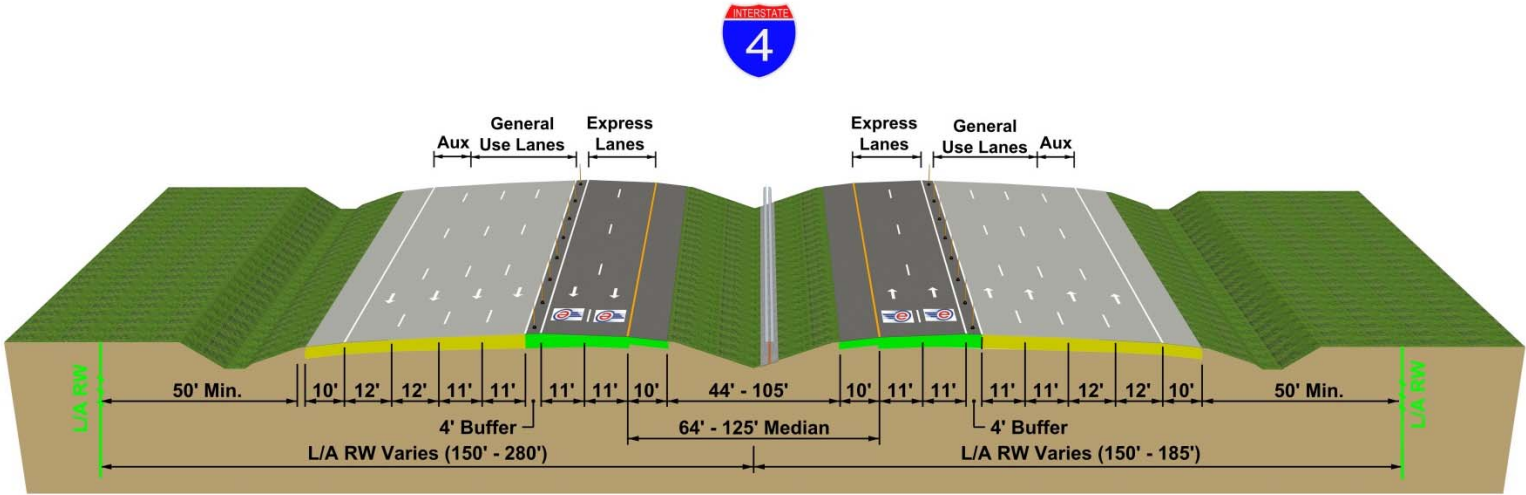 INTERSTATE
4
General
Use Lanes
Aux
Express
Lanes
Express
Lanes
General
Use Lanes
Aux
e e
e e
L/A RW
50' Min.
10' 12' 12' 11' 11' 11' 11' 10' 44' - 105' 10' 11' 11' 11' 11' 12' 12' 10'
50' Min.
L/A RW
4' Buffer
64' - 125' Median
4' Buffer
L/A RW Varies (150' - 280')
L/A RW Varies (150' - 185')